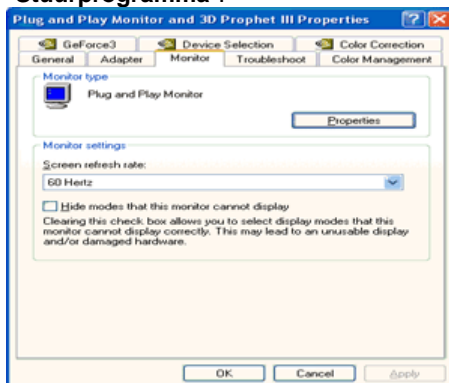 Stuurprogramma
Plug and Play Monitor and 3D Prophet III Properties
GeForce3 Device Selection Color Correction
General Adapter Monitor Troubleshoot Color Management
Monitor type
Plug and Play Monitor
Properties
Monitor settings
Screen refresh rate:
60 Hertz
Hide modes that this monitor cannot display
Clearing this check box allows you to select display modes that this
monitor cannot display correctly. This may lead to an unusable display
and/or damaged hardware.
OK Cancel Apply